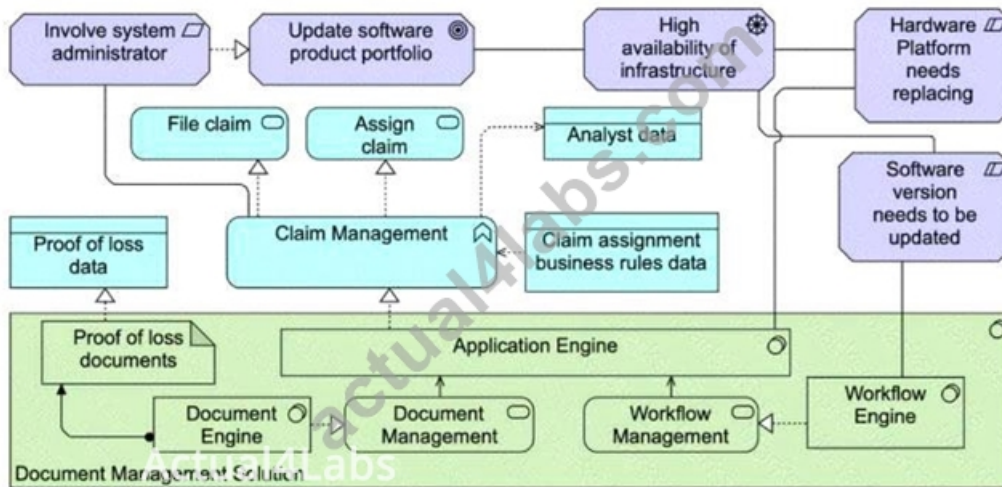 Involve system
administrator
Update software
product portfolio
High
availability of
infrastructure
Hardware
Platform
needs
replacing
File claim
Assign
claim
Analyst data
Software
version
needs to be
updated
Proof of loss
data
Claim Management
Claim assignment
business rules data
Proof of loss
documents
Application Engine
Document
Engine
Document
Management
Workflow
Management
Workflow
Engine
Document Management Solution
actual4labs.com
Actual4Labs